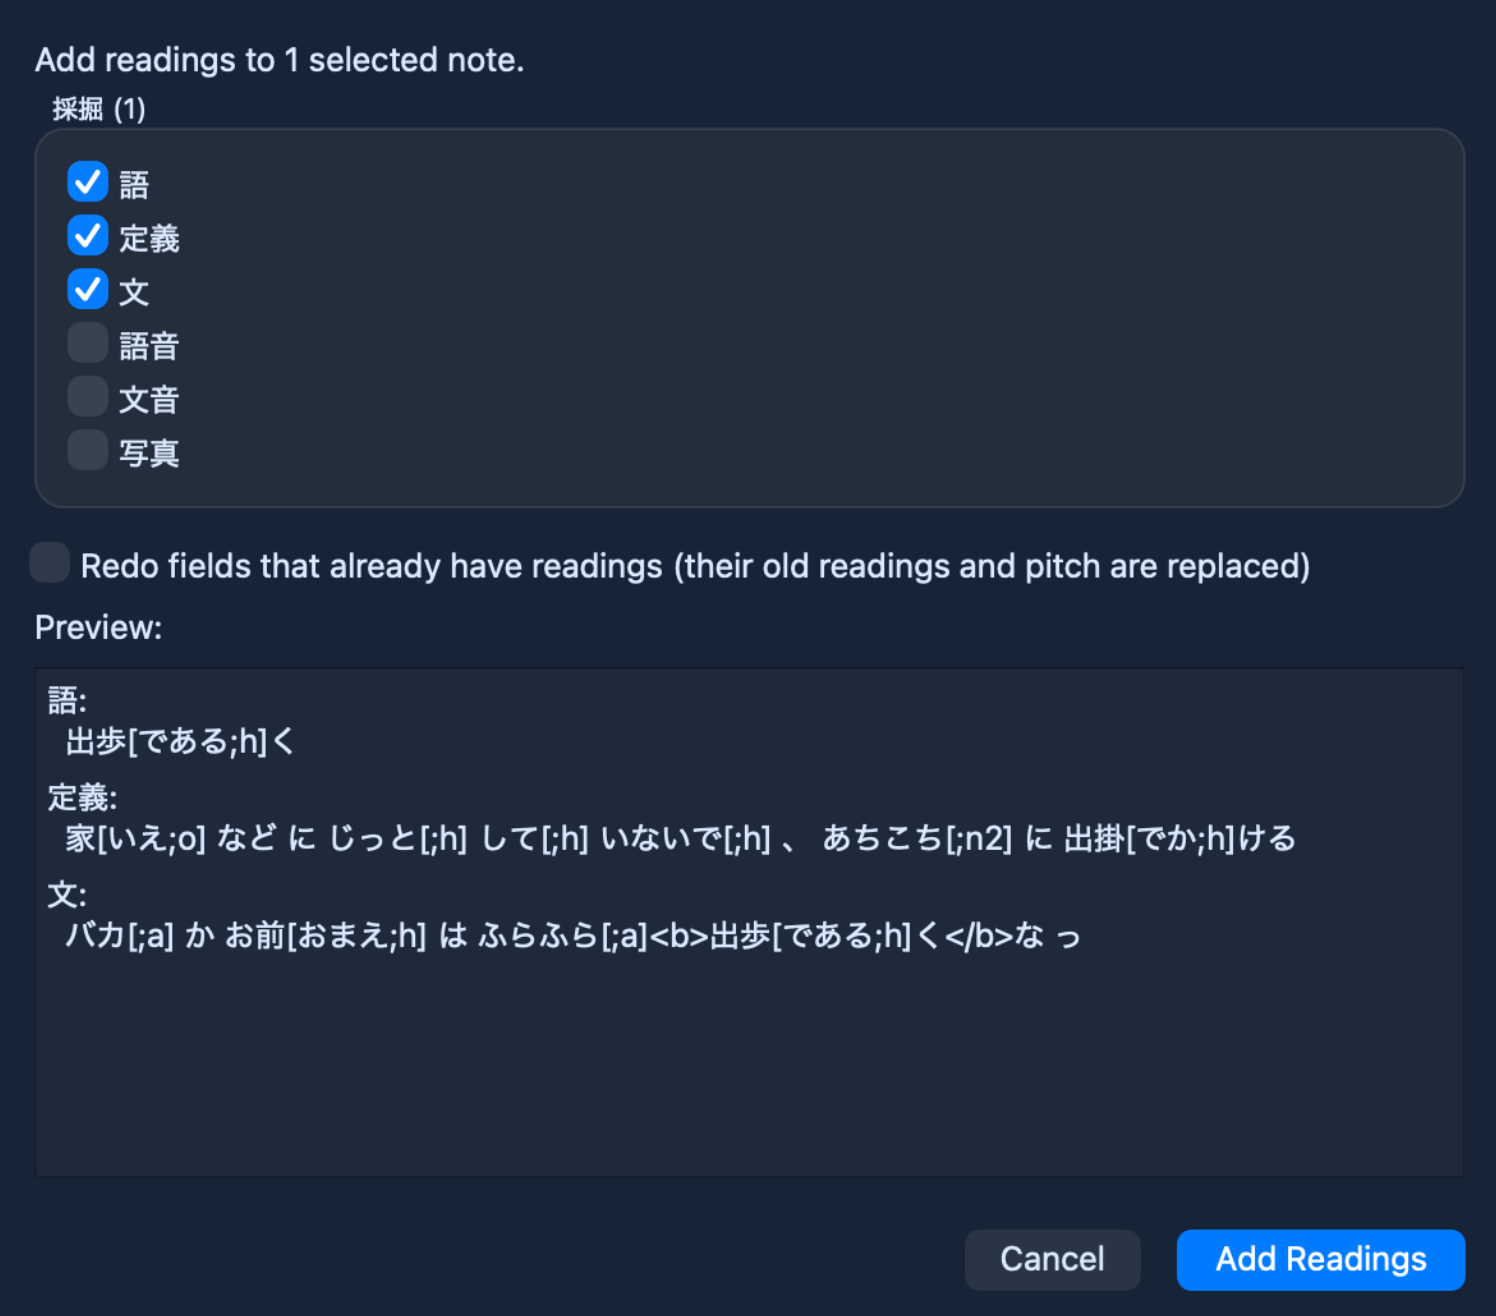 Add readings to 1 selected note.
採掘 (1)
語
定義
文
語音
文音
写真
Redo fields that already have readings (their old readings and pitch are replaced)
Preview:
語:
出歩[である;h]く
定義:
家[いえ;o] など に じっと[;h] して[;h] いないで[;h] 、 あちこち[;n2] に 出掛[でか;h]ける
文:
バカ[;a] か お前[おまえ;h] は ふらふら[;a]<b>出歩[である;h]く</b>な っ
Cancel
Add Readings